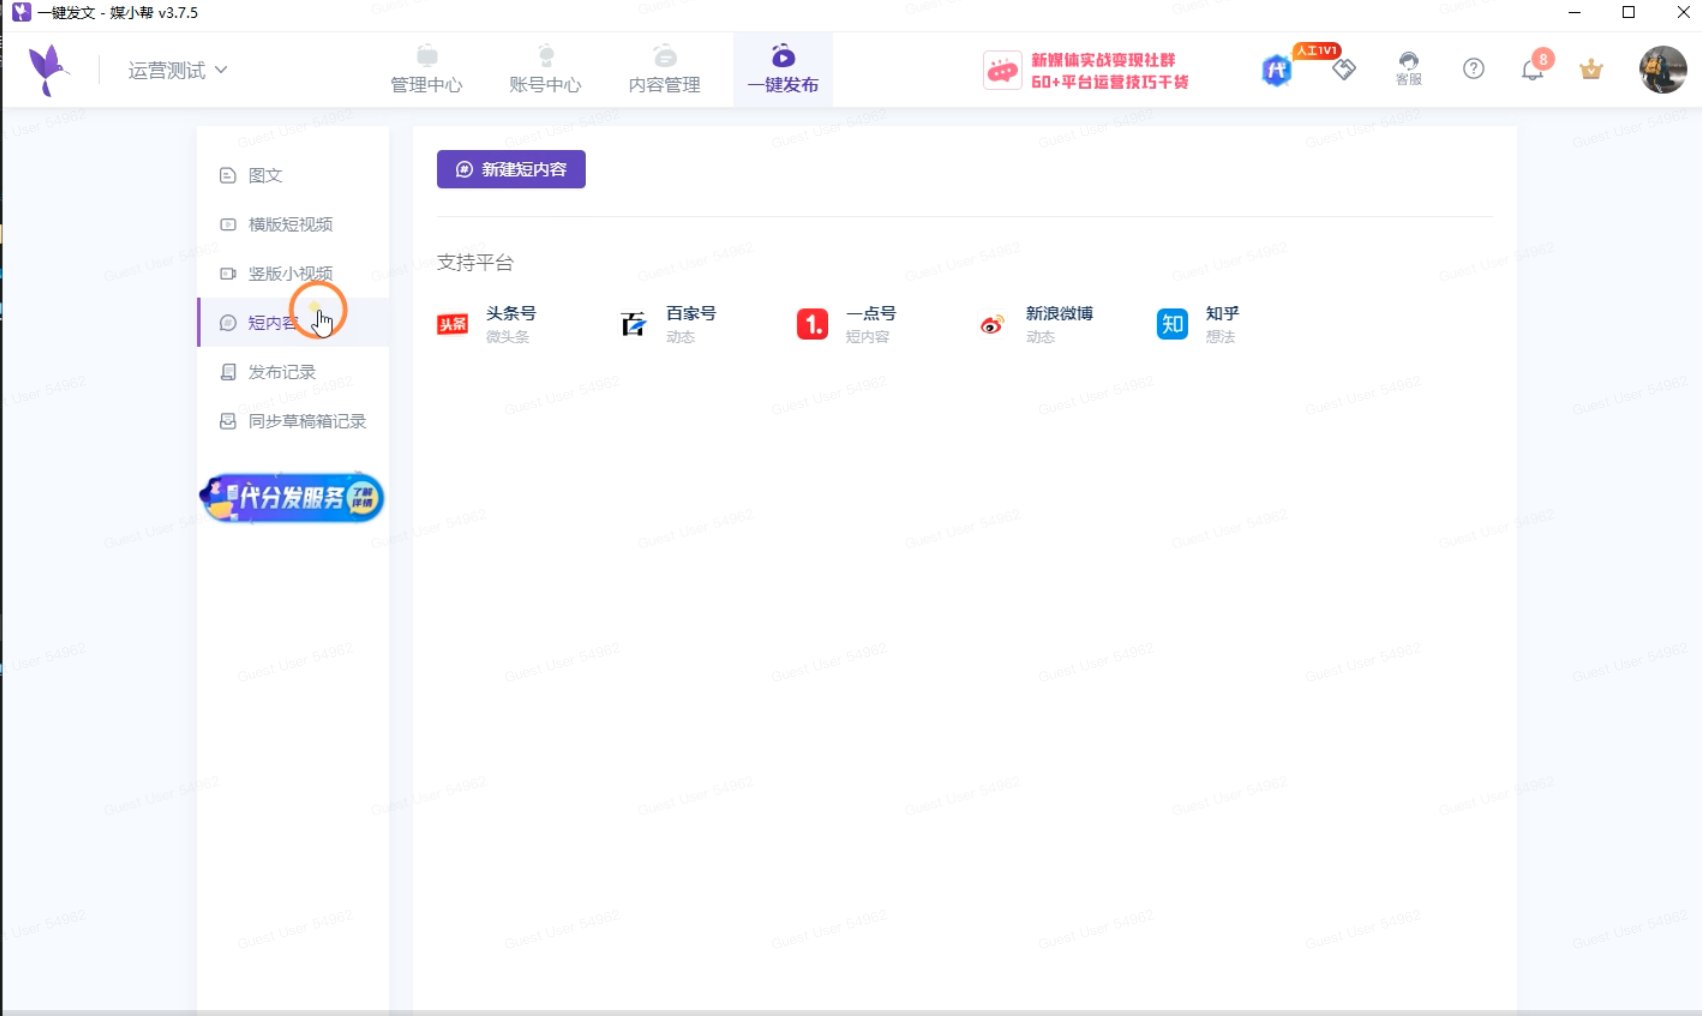 一键发文 - 媒小帮 v3.7.5
运营测试
管理中心
账号中心
内容管理
一键发布
新媒体实战变现社群
60+平台运营技巧干货
人工1V1
客服
8
图文
横版短视频
竖版小视频
短内容
发布记录
同步草稿箱记录
代分发服务
了解
详情
新建短内容
支持平台
头条
头条号
微头条
百家号
动态
1.
一点号
短内容
新浪微博
动态
知
知乎
想法
Guest User 54962